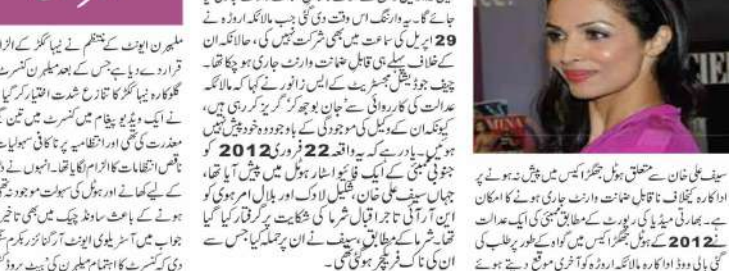 سیف علی خان سے متعلق ہوٹل جھگڑا کیس میں پیش نہ ہونے پر
اداکارہ کیخلاف ناقابل ضمانت وارنٹ جاری ہونے کا امکان
ہے۔ بھارتی میڈیا کی رپورٹ کے مطابق ممبئی کی ایک عدالت
نے 2012 کے ہوٹل جھگڑا کیس میں گواہ کے طور پر طلب کی
گئی بالی ووڈ اداکارہ ملائکہ اروڑہ کو آخری موقع دیتے ہوئے
جائے گا۔ یہ وارننگ اس وقت دی گئی جب ملائکہ اروڑہ نے
29 اپریل کی سماعت میں بھی شرکت نہیں کی، حالانکہ ان
کے خلاف پہلے ہی قابل ضمانت وارنٹ جاری ہو چکا تھا۔
چیف جوڈیشل مجسٹریٹ کے ایس زانور نے کہا کہ ملائکہ
عدالت کی کارروائی سے ’جان بوجھ کر‘ گریز کر رہی ہیں،
کیونکہ ان کے وکیل کی موجودگی کے باوجود وہ خود پیش نہیں
ہوئیں۔ یاد رہے کہ یہ واقعہ 22 فروری 2012 کو
جنوبی ممبئی کے ایک فائیو اسٹار ہوٹل میں پیش آیا تھا،
جہاں سیف علی خان، شکیل لاڈک اور بلال امروہی کو
این آر آئی تاجر اقبال شرما کی شکایت پر گرفتار کیا گیا
تھا۔ شرما کے مطابق، سیف نے ان پر حملہ کیا جس سے
ان کی ناک فریکچر ہو گئی تھی۔
ملیبرن ایونٹ کے منتظم نے نیہا ککڑ کے الزا
قرار دے دیا ہے جس کے بعد میلبرن کنسرٹ
گلوکارہ نیہا ککڑ کا تنازع شدت اختیار کر گیا
نے ایک ویڈیو پیغام میں کنسرٹ میں تین
معذرت کی تھی اور انتظامیہ پر ناکافی سہولیات
ناقص انتظامات کا الزام لگایا تھا۔ انہوں نے
کے لیے کھانے اور ہوٹل کی سہولت موجود نہ تھی
ہونے کے باعث ساؤنڈ چیک میں بھی تاخیر
جواب میں آسٹریلوی ایونٹ آرگنائزر بکرم
دی کہ کنسرٹ کا اہتمام میلبرن کی